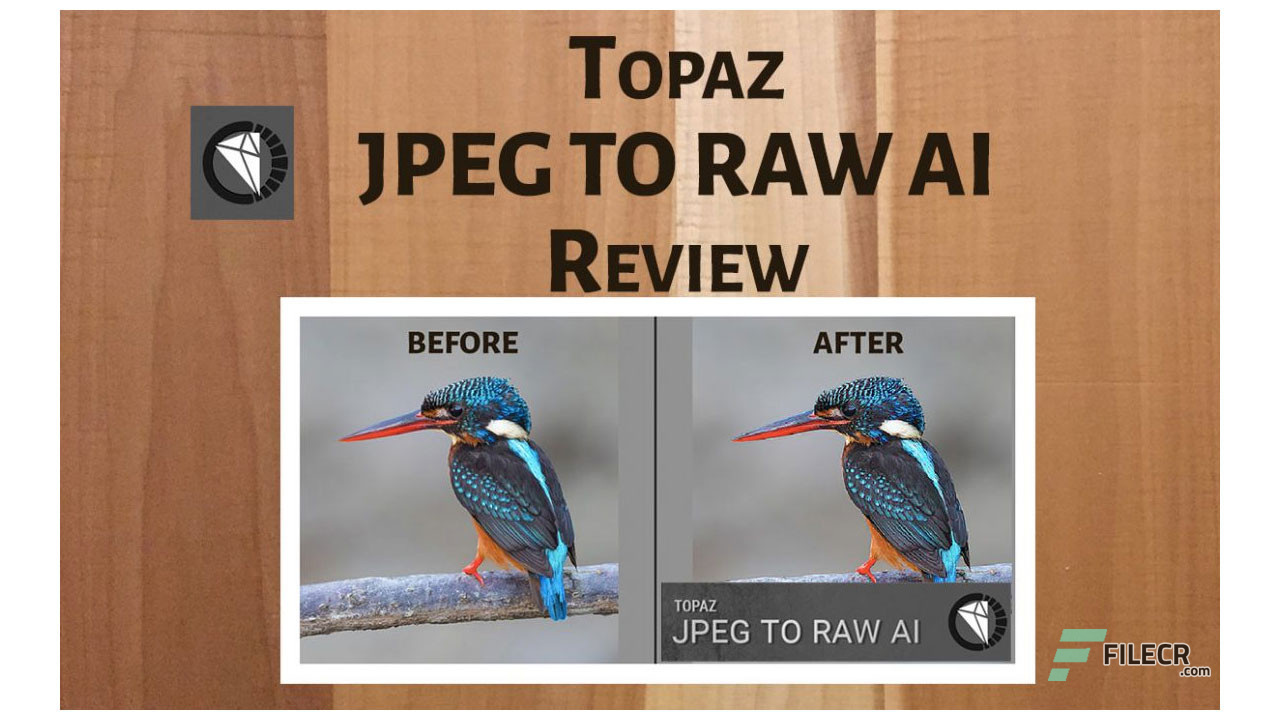 TOPAZ
JPEG TO RAW AI
REVIEW
BEFORE
AFTER
TOPAZ
JPEG TO RAW AI
FILECR
.com